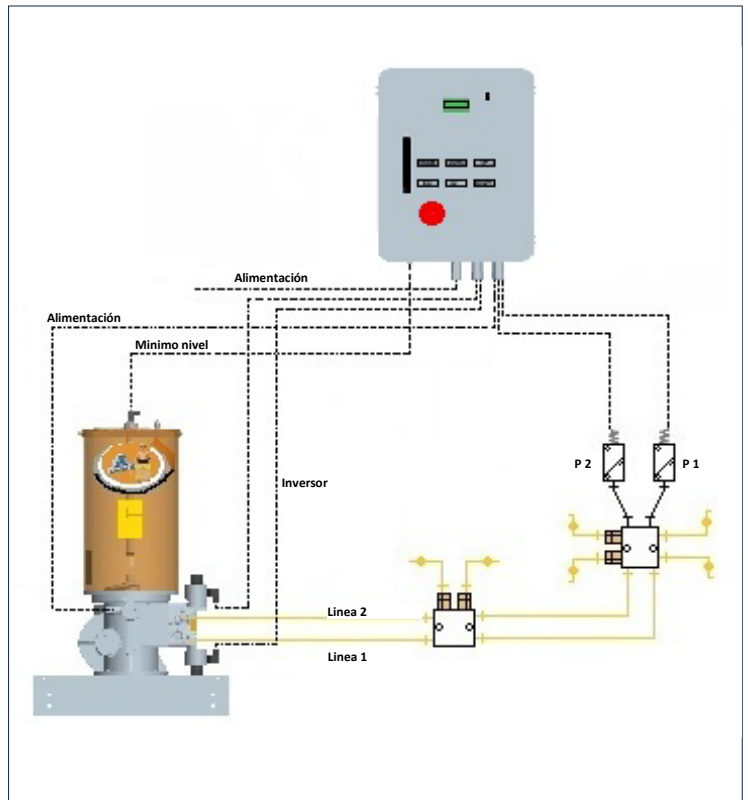 Alimentación
Alimentación
Minimo nivel
Inversor
P 2
P 1
Linea 2
Linea 1